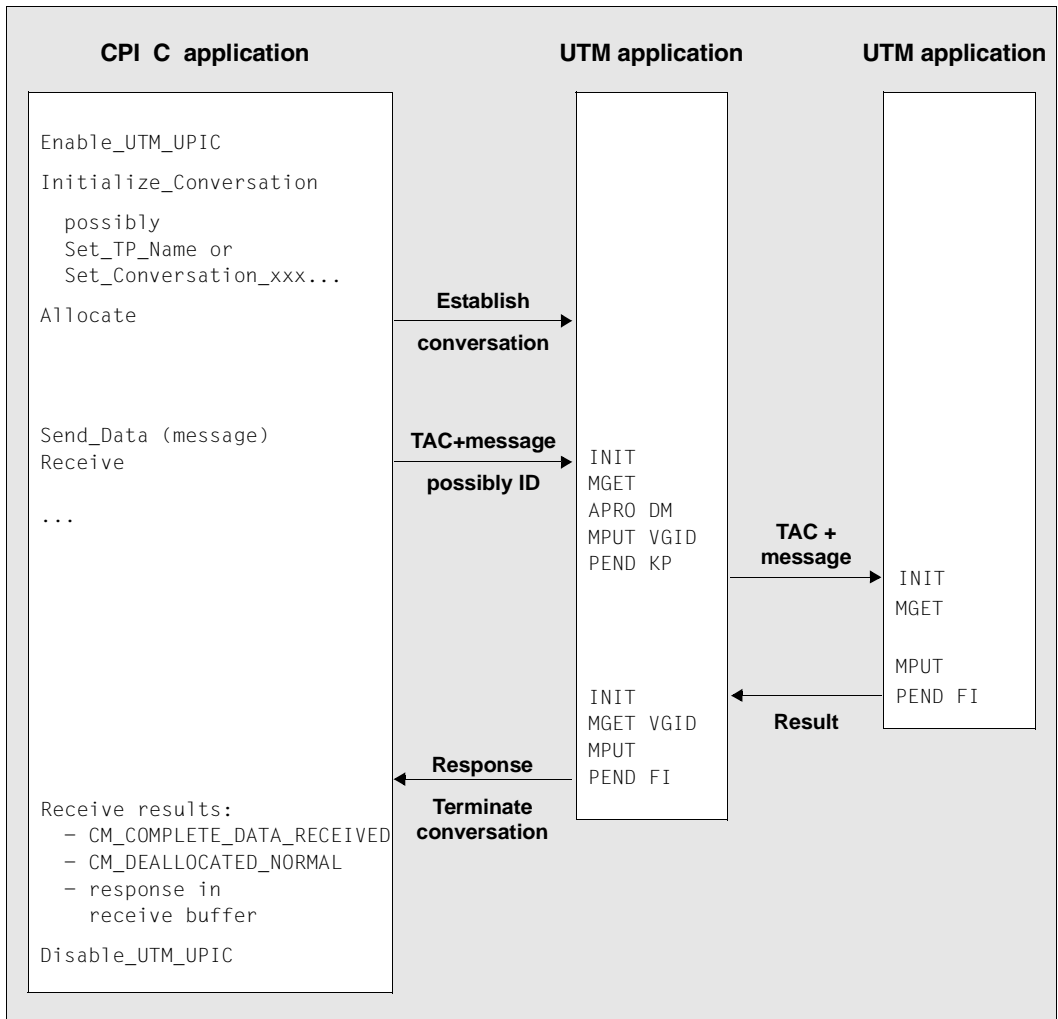 CPI C application
UTM application
UTM application
Enable_UTM_UPIC
Initialize_Conversation
possibly
Set_TP_Name or
Set_Conversation_xxx...
Allocate
Establish
conversation
Send_Data (message)
Receive
...
TAC+message
possibly ID
INIT
MGET
APRO DM
MPUT VGID
PEND KP
TAC +
message
INIT
MGET
MPUT
PEND FI
Result
INIT
MGET VGID
MPUT
PEND FI
Response
Terminate
conversation
Receive results:
– CM_COMPLETE_DATA_RECEIVED
– CM_DEALLOCATED_NORMAL
– response in
receive buffer
Disable_UTM_UPIC